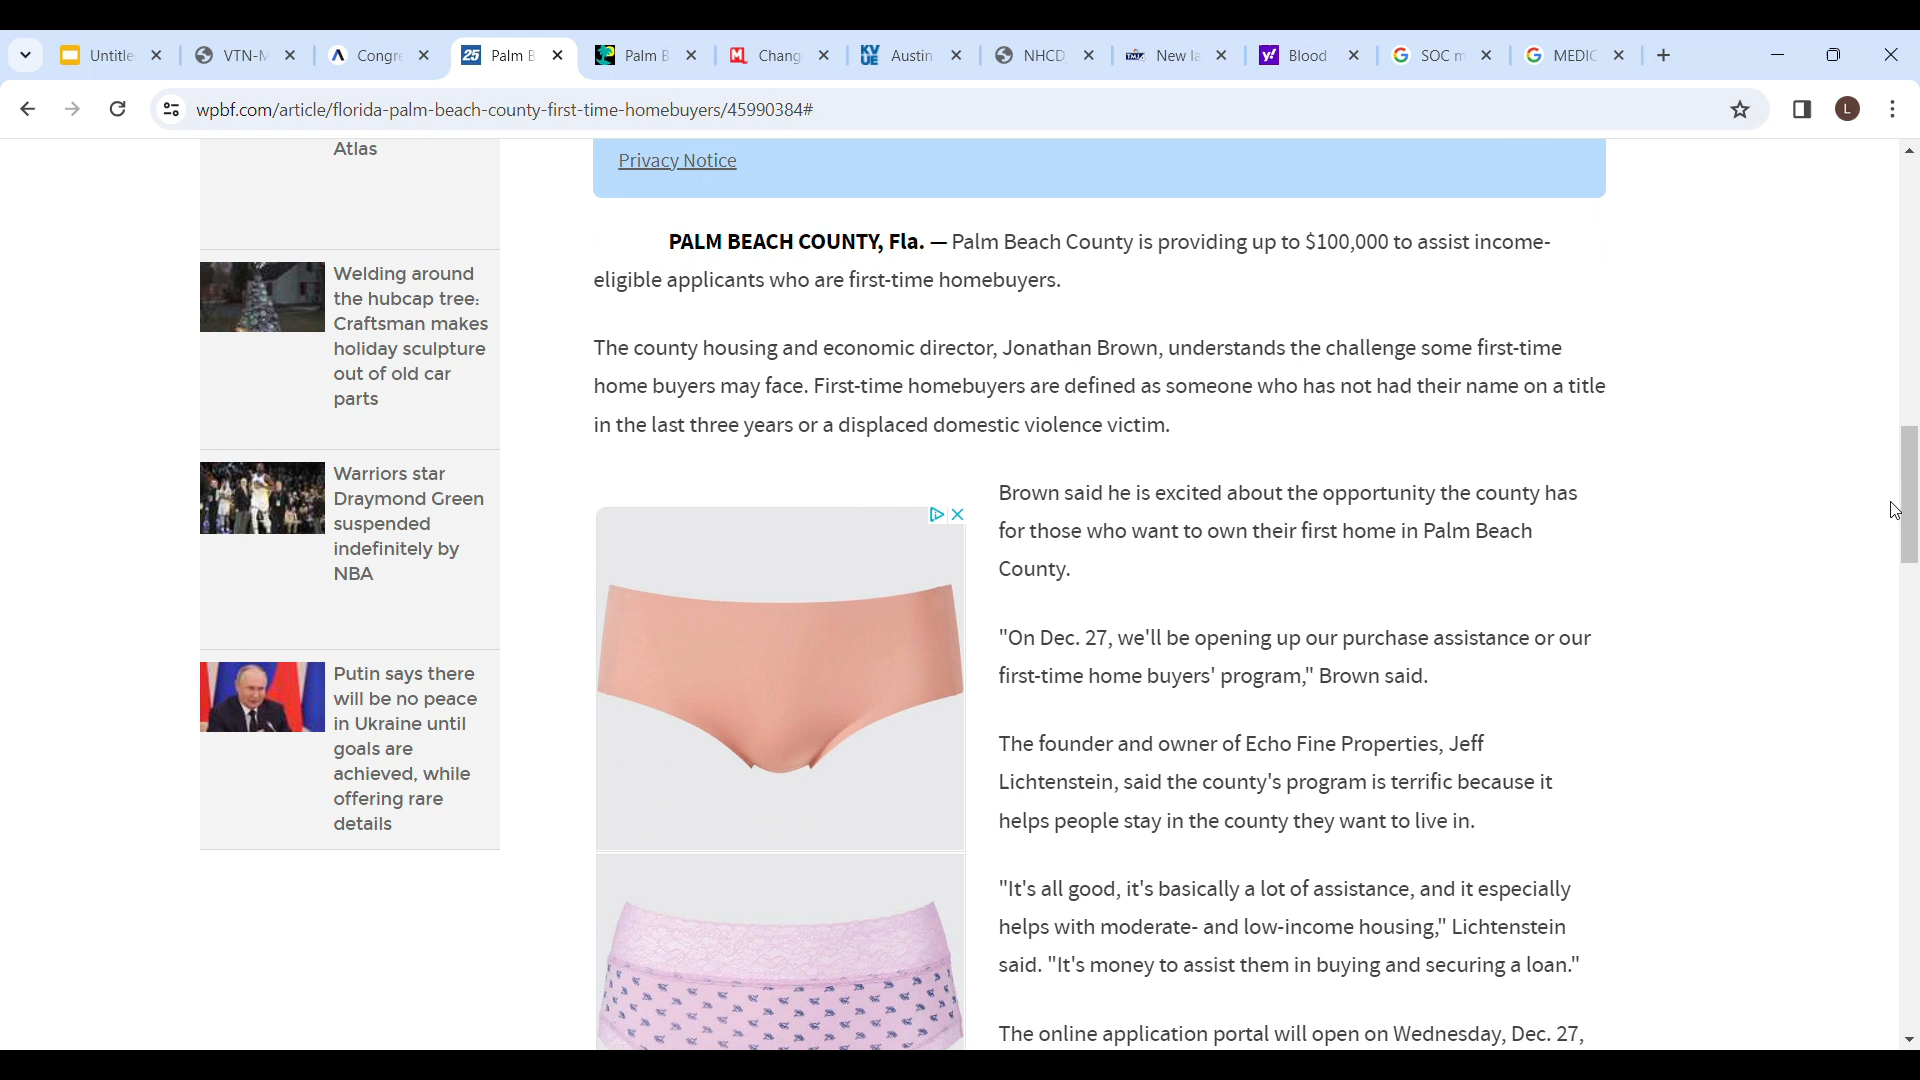 Untitle
VTN-M
Congre
Palm B
Palm B
Chang
Austin
NHCD
New la
Blood
SOC m
MEDIC
wpbf.com/article/florida-palm-beach-county-first-time-homebuyers/45990384#
L
Atlas
Welding around
the hubcap tree:
Craftsman makes
holiday sculpture
out of old car
parts
Warriors star
Draymond Green
suspended
indefinitely by
NBA
Putin says there
will be no peace
in Ukraine until
goals are
achieved, while
offering rare
details
Privacy Notice
PALM BEACH COUNTY, Fla. — Palm Beach County is providing up to $100,000 to assist income-
eligible applicants who are first-time homebuyers.
The county housing and economic director, Jonathan Brown, understands the challenge some first-time
home buyers may face. First-time homebuyers are defined as someone who has not had their name on a title
in the last three years or a displaced domestic violence victim.
Brown said he is excited about the opportunity the county has
for those who want to own their first home in Palm Beach
County.
"On Dec. 27, we'll be opening up our purchase assistance or our
first-time home buyers' program," Brown said.
The founder and owner of Echo Fine Properties, Jeff
Lichtenstein, said the county's program is terrific because it
helps people stay in the county they want to live in.
"It's all good, it's basically a lot of assistance, and it especially
helps with moderate- and low-income housing," Lichtenstein
said. "It's money to assist them in buying and securing a loan."
The online application portal will open on Wednesday, Dec. 27,